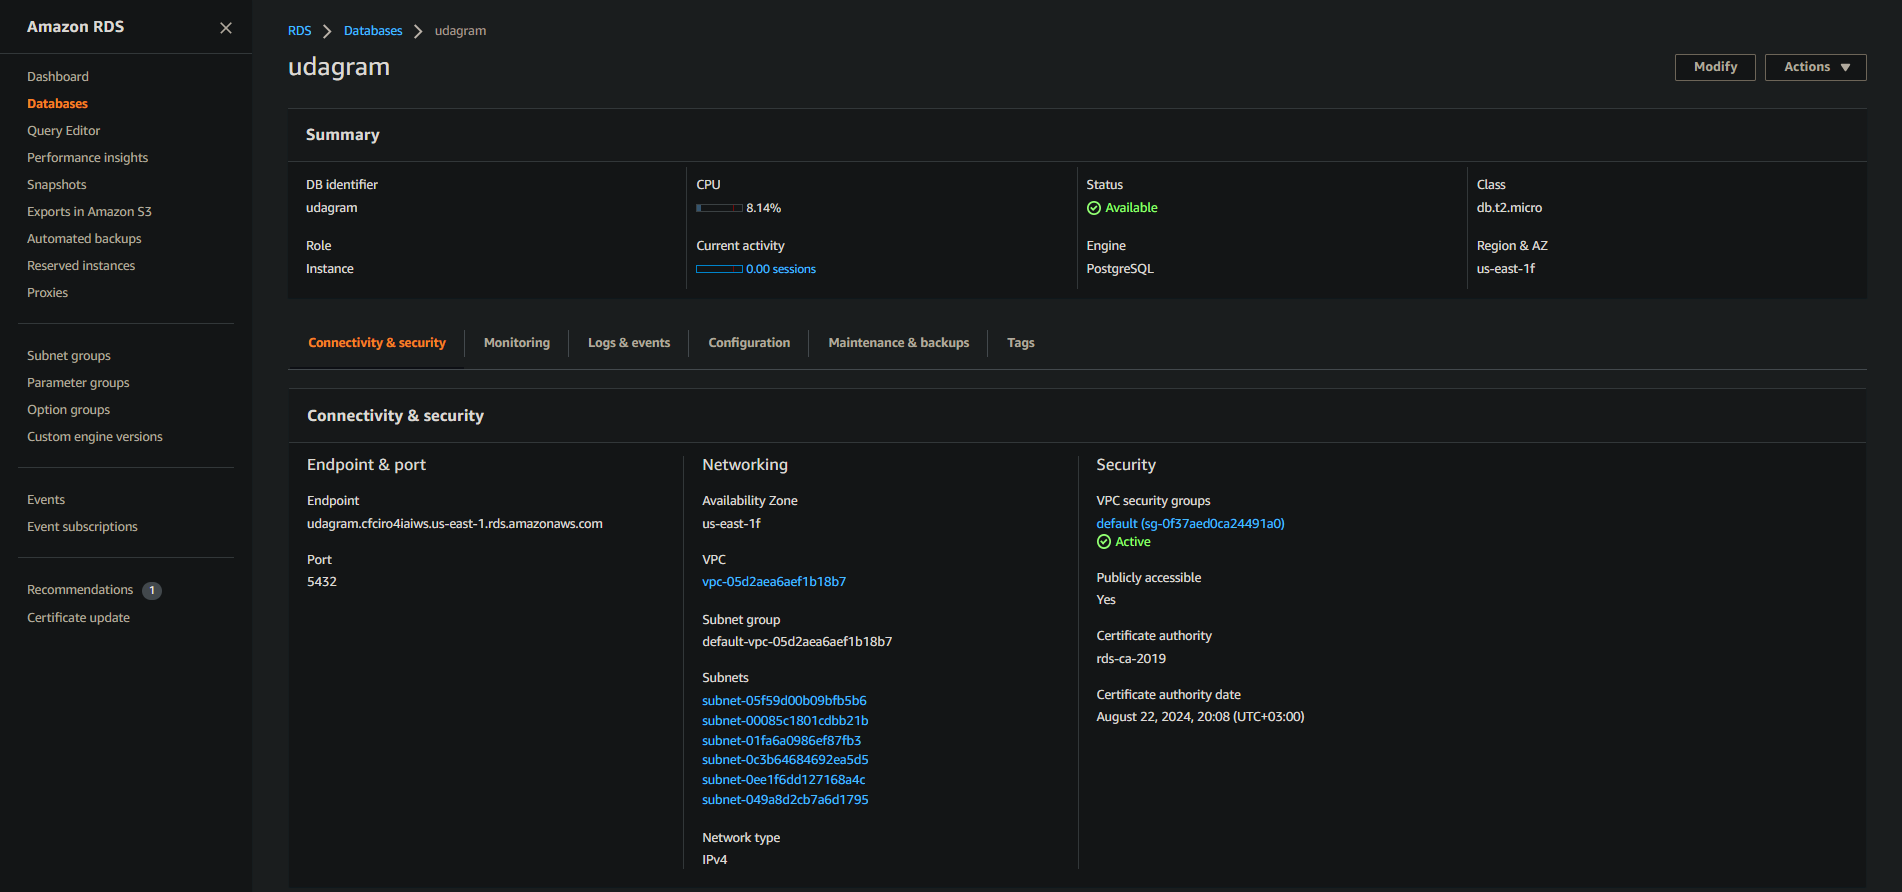 Amazon RDS
Dashboard
Databases
Query Editor
Performance insights
Snapshots
Exports in Amazon S3
Automated backups
Reserved instances
Proxies
Subnet groups
Parameter groups
Option groups
Custom engine versions
Events
Event subscriptions
Recommendations 1
Certificate update
RDS Databases udagram
udagram
Modify
Actions
Summary
DB identifier
udagram
Role
Instance
CPU
8.14%
Current activity
0.00 sessions
Status
Available
Engine
PostgreSQL
Class
db.t2.micro
Region & AZ
us-east-1f
Connectivity & security
Monitoring
Logs & events
Configuration
Maintenance & backups
Tags
Connectivity & security
Endpoint & port
Endpoint
udagram.cfciro4iaiws.us-east-1.rds.amazonaws.com
Port
5432
Networking
Availability Zone
us-east-1f
VPC
vpc-05d2aea6aef1b18b7
Subnet group
default-vpc-05d2aea6aef1b18b7
Subnets
subnet-05f59d00b09bfb5b6
subnet-00085c1801cdbb21b
subnet-01fa6a0986ef87fb3
subnet-0c3b64684692ea5d5
subnet-0ee1f6dd127168a4c
subnet-049a8d2cb7a6d1795
Network type
IPv4
Security
VPC security groups
default (sg-0f37aed0ca24491a0)
Active
Publicly accessible
Yes
Certificate authority
rds-ca-2019
Certificate authority date
August 22, 2024, 20:08 (UTC+03:00)